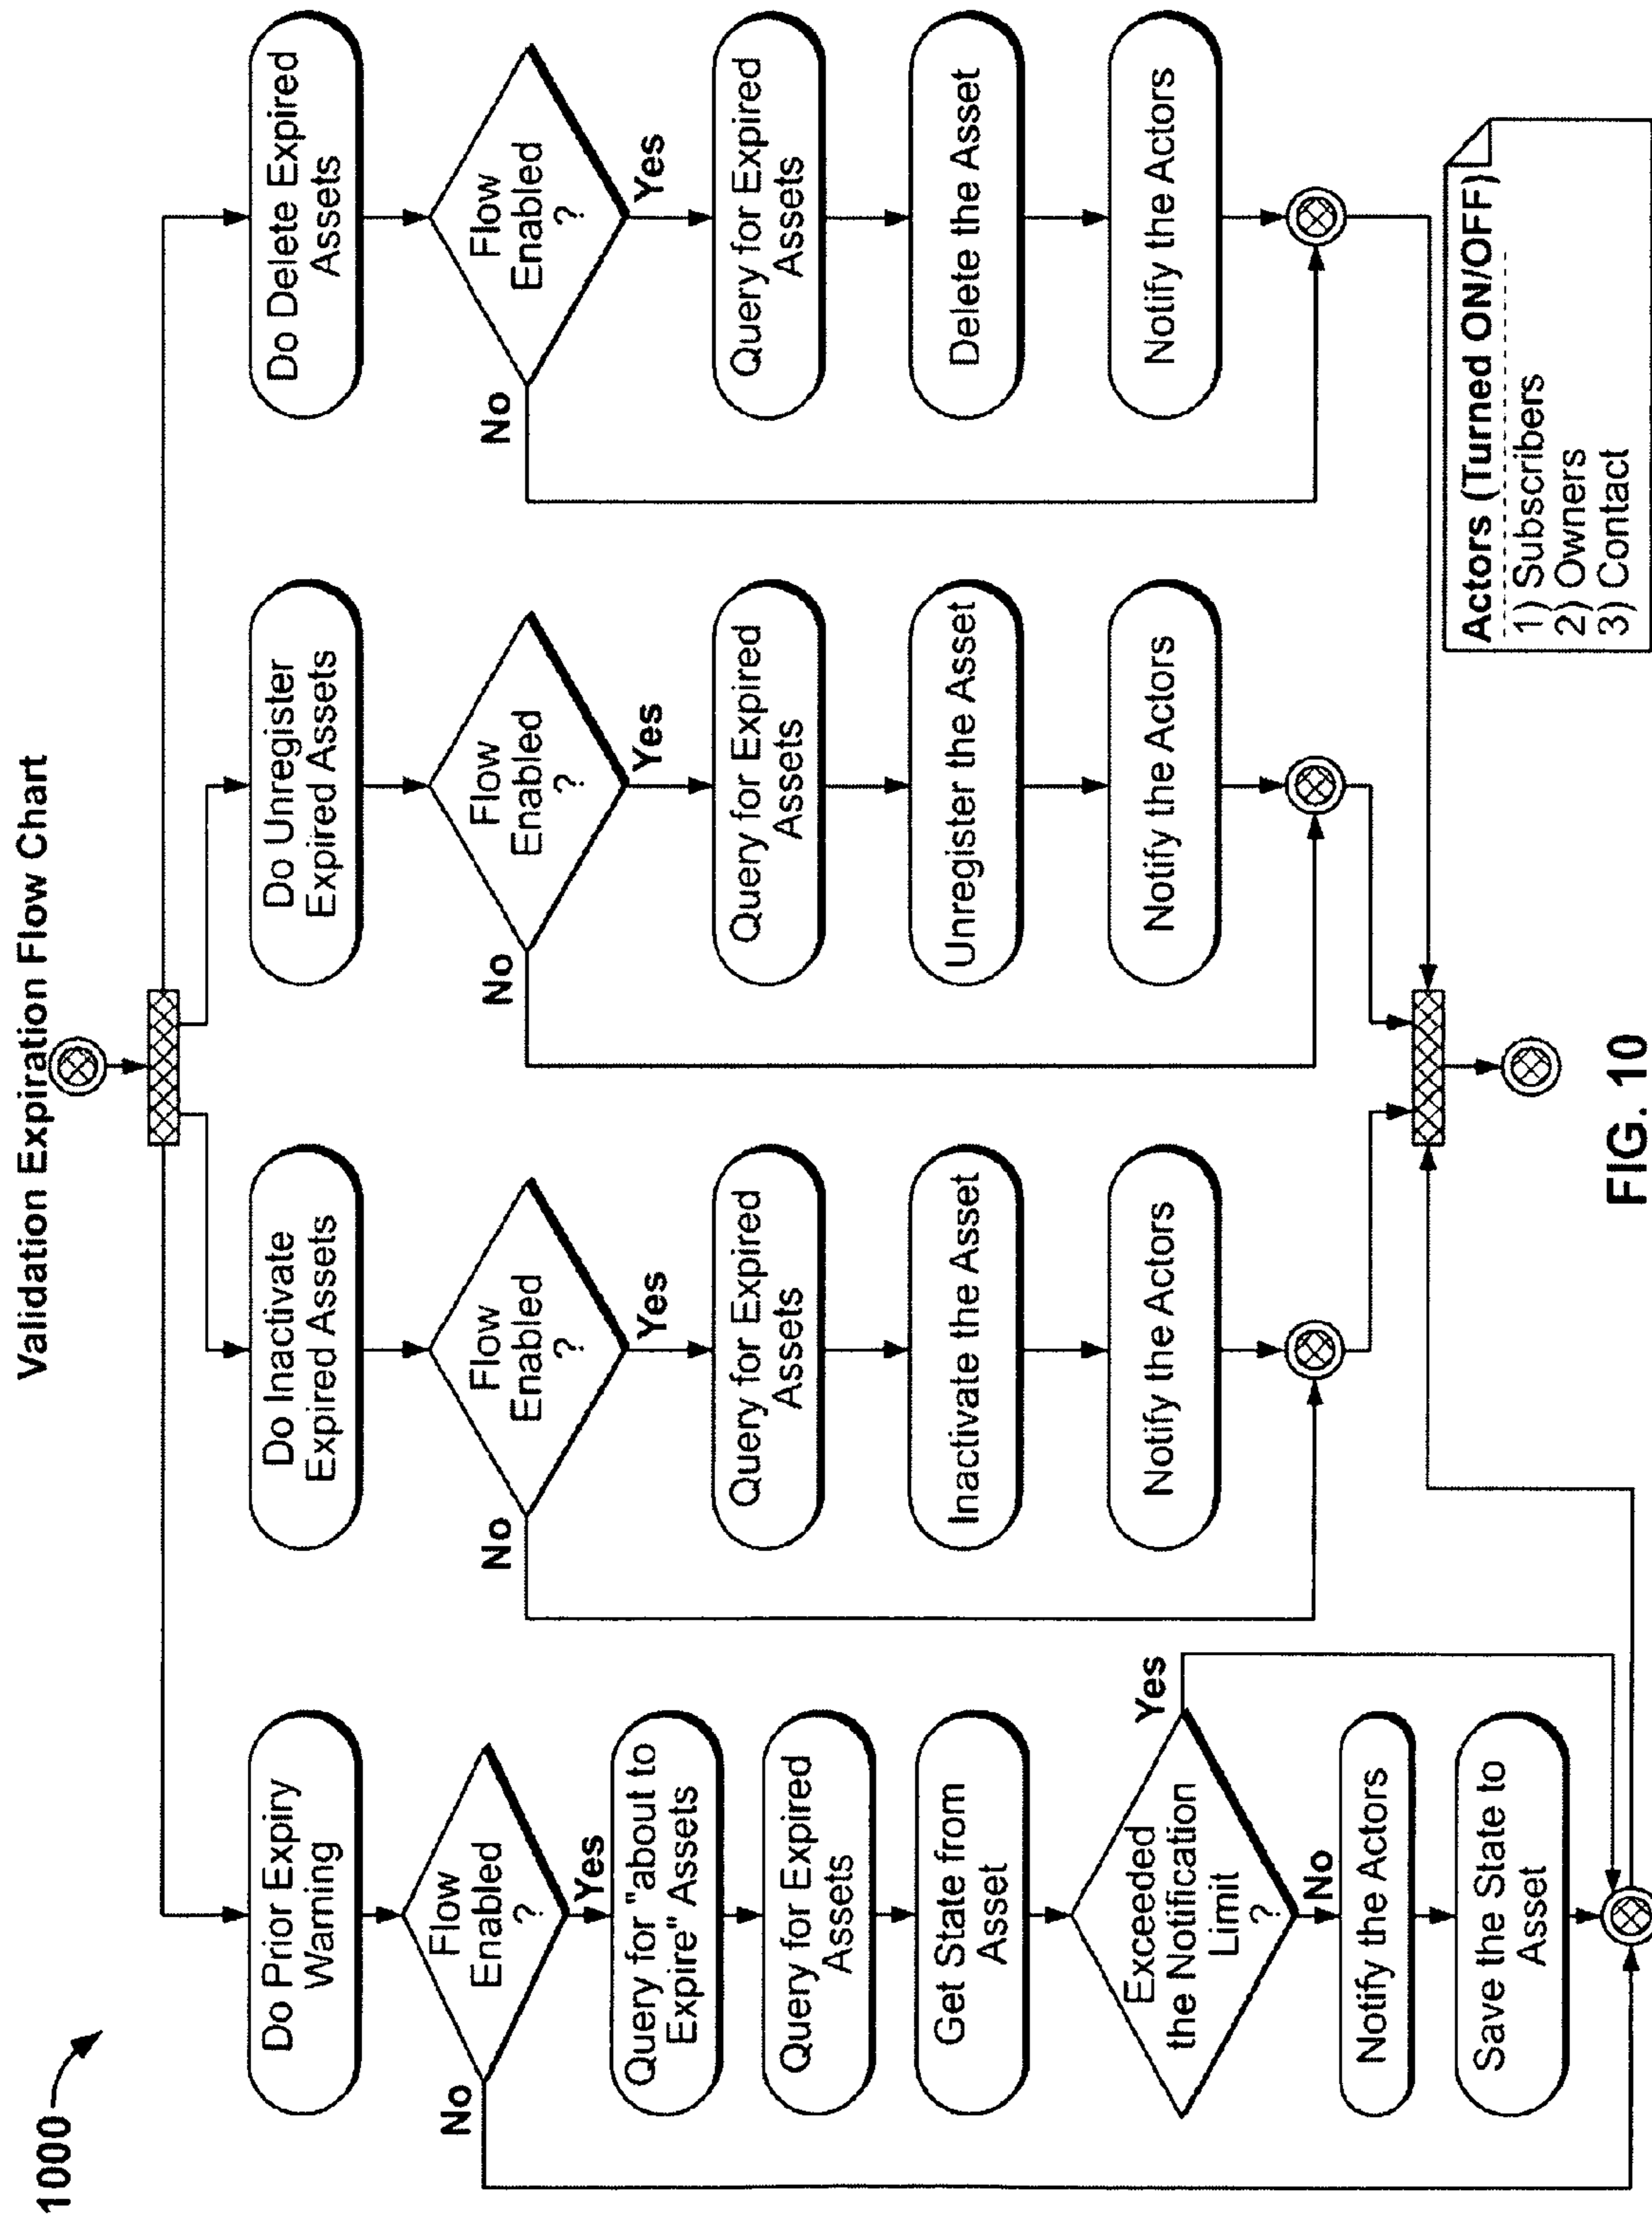 1000
Validation Expiration Flow Chart
Do Prior Expiry
Warning
Flow
Enabled
?
No
Yes
Query for "about to
Expire" Assets
Query for Expired
Assets
Get State from
Asset
Exceeded
the Notification
Limit
?
Yes
No
Notify the Actors
Save the State to
Asset
Do Inactivate
Expired Assets
Flow
Enabled
?
No
Yes
Query for Expired
Assets
Inactivate the Asset
Notify the Actors
Do Unregister
Expired Assets
Flow
Enabled
?
No
Yes
Query for Expired
Assets
Unregister the Asset
Notify the Actors
Do Delete Expired
Assets
Flow
Enabled
?
No
Yes
Query for Expired
Assets
Delete the Asset
Notify the Actors
Actors (Turned ON/OFF)
1) Subscribers
2) Owners
3) Contact
FIG. 10